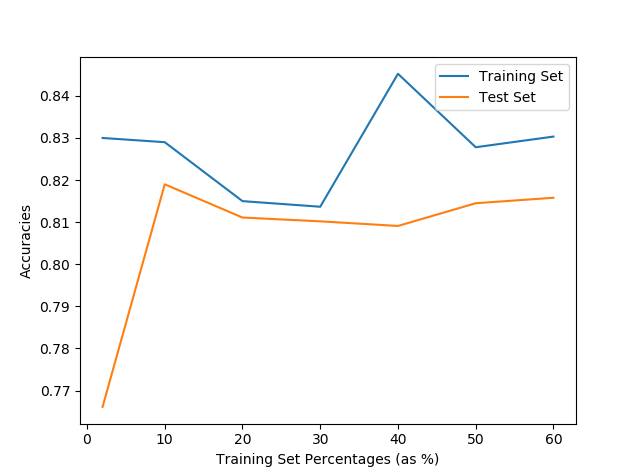 Training Set
Test Set
0.84
0.83
0.82
0.81
0.80
0.79
0.78
0.77
Accuracies
0 10 20 30 40 50 60
Training Set Percentages (as %)